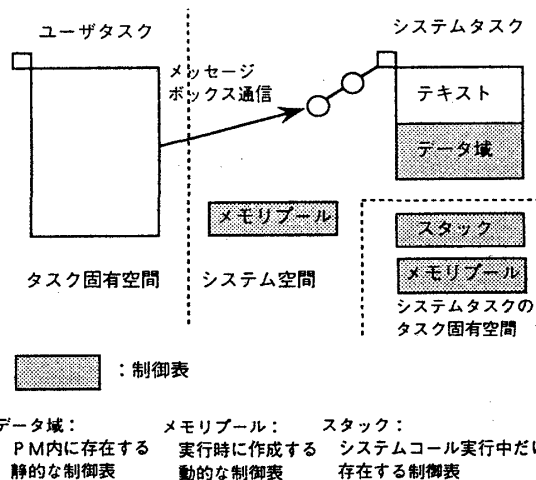 ユーザタスク
システムタスク
メッセージ
ボックス通信
テキスト
データ域
メモリプール
スタック
メモリプール
タスク固有空間
システム空間
システムタスクの
タスク固有空間
：制御表
データ域：
ＰＭ内に存在する
静的な制御表
メモリプール：
実行時に作成する
動的な制御表
スタック：
システムコール実行中だけ
存在する制御表